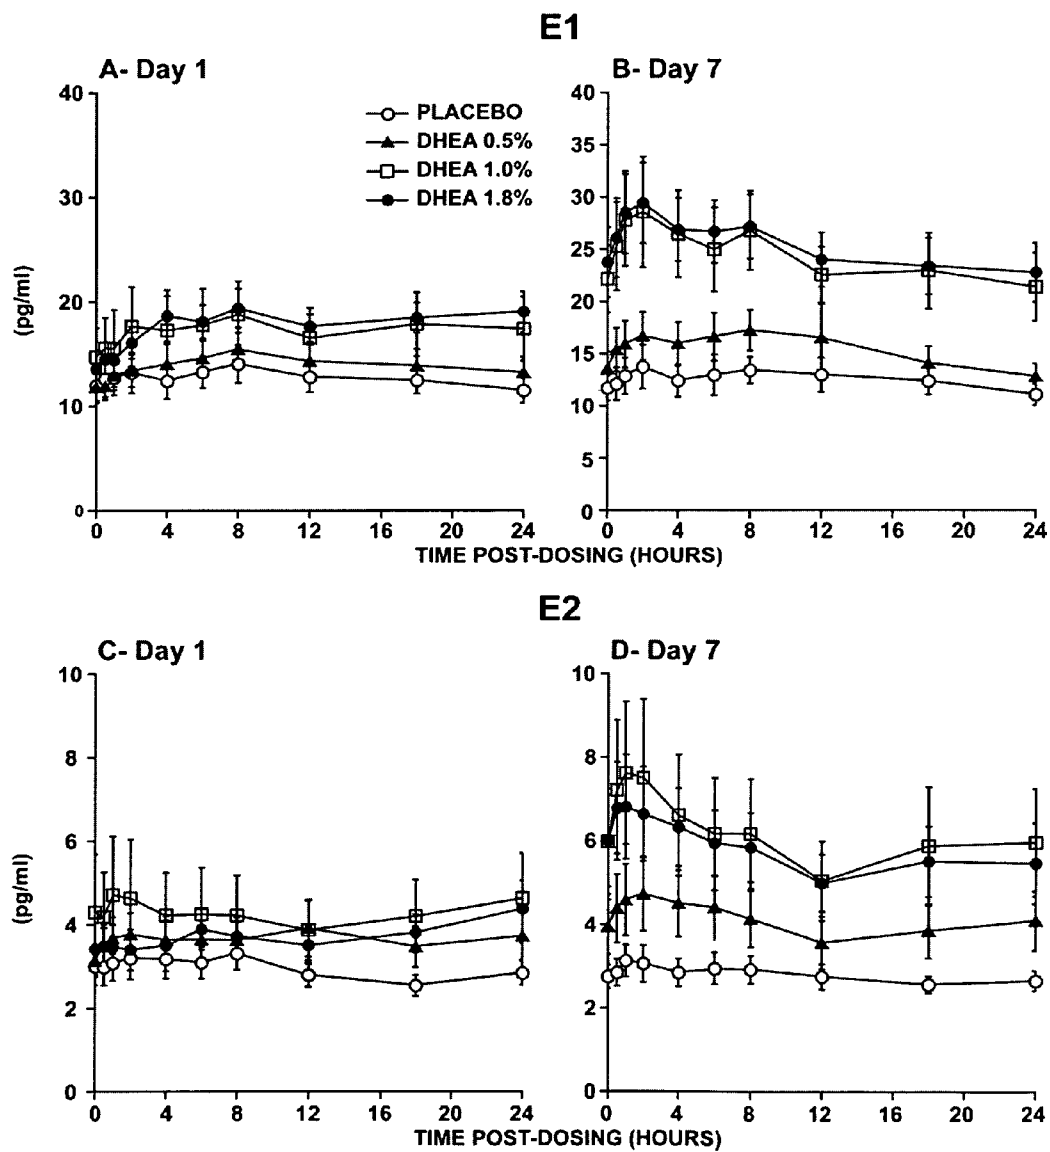 E1
A- Day 1
B- Day 7
PLACEBO
DHEA 0.5%
DHEA 1.0%
DHEA 1.8%
(pg/ml)
40
30
20
10
0
0 4 8 12 16 20 24
40
35
30
25
20
15
10
5
0
0 4 8 12 16 20 24
TIME POST-DOSING (HOURS)
E2
C- Day 1
D- Day 7
(pg/ml)
10
8
6
4
2
0
0 4 8 12 16 20 24
10
8
6
4
2
0
0 4 8 12 16 20 24
TIME POST-DOSING (HOURS)